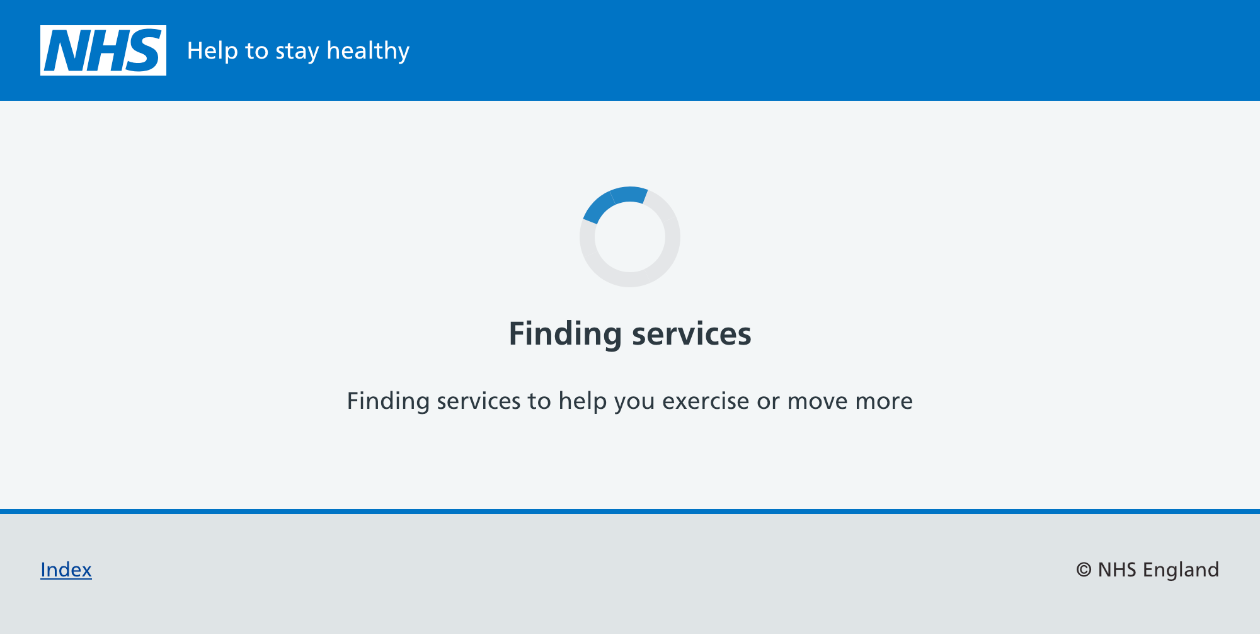 NHS Help to stay healthy
Finding services
Finding services to help you exercise or move more
Index
© NHS England